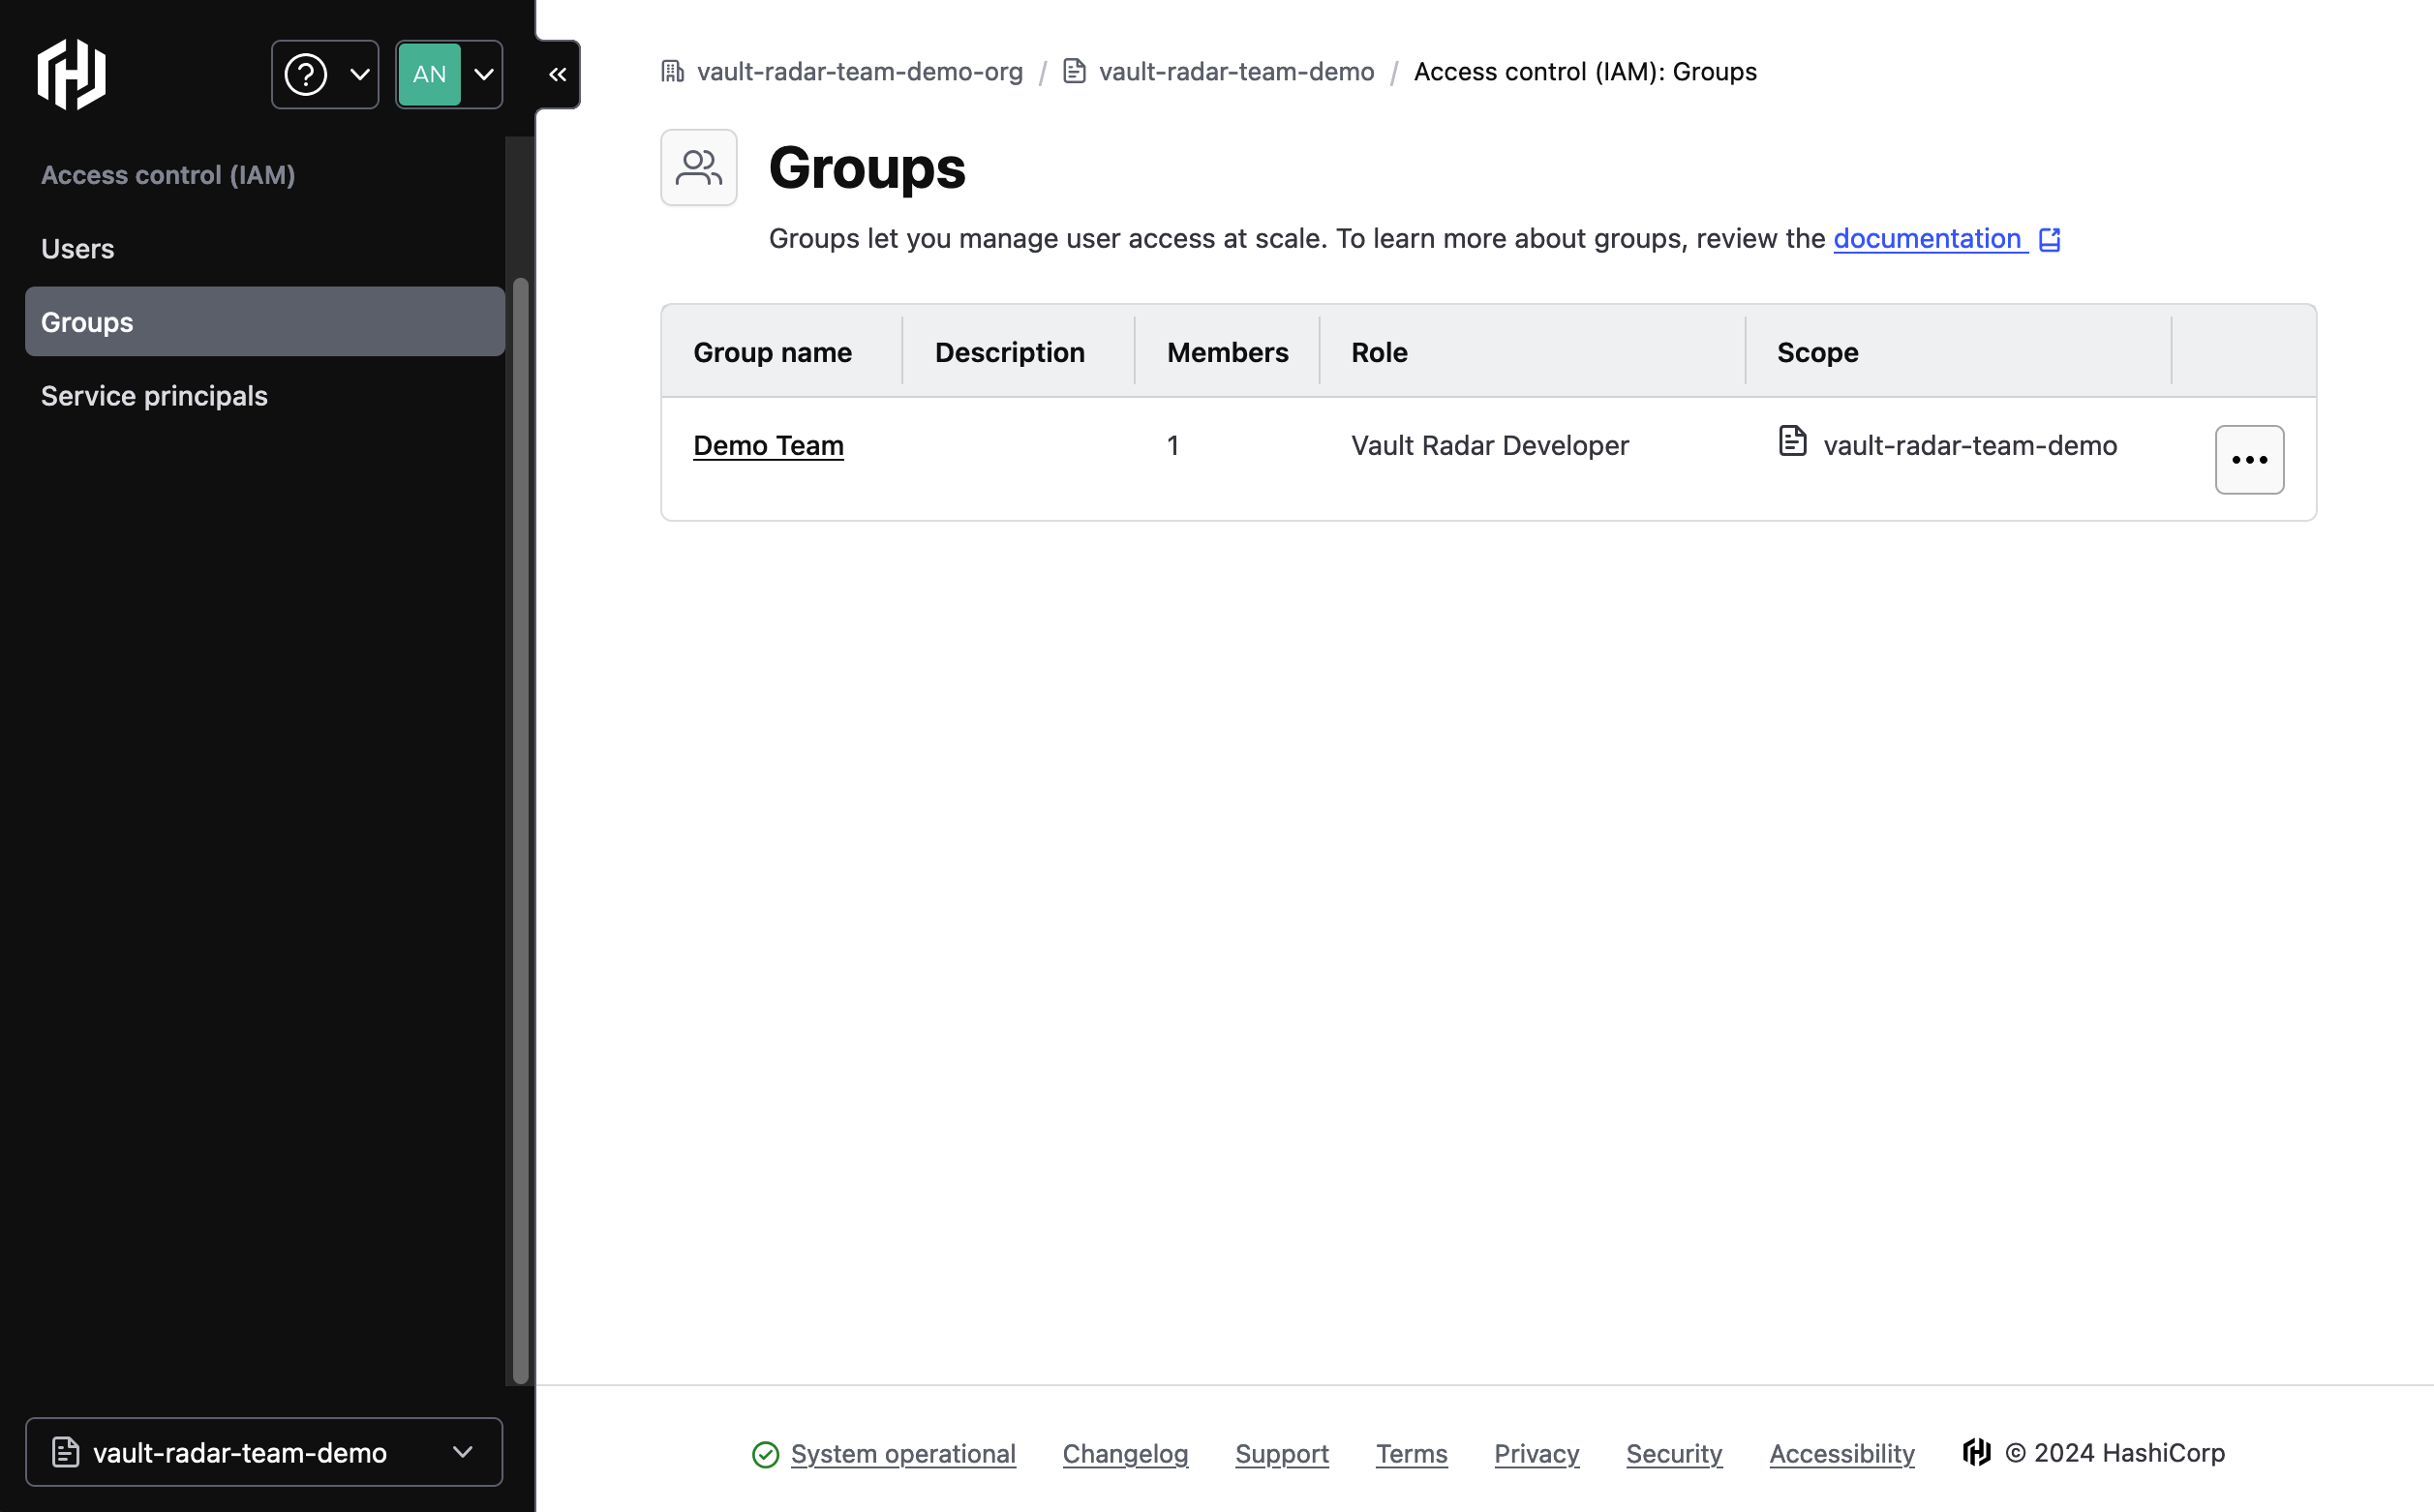 AN
Access control (IAM)
Users
Groups
Service principals
vault-radar-team-demo
vault-radar-team-demo-org / vault-radar-team-demo / Access control (IAM): Groups
Groups
Groups let you manage user access at scale. To learn more about groups, review the documentation
Group name Description Members Role Scope
Demo Team 1 Vault Radar Developer vault-radar-team-demo
System operational Changelog Support Terms Privacy Security Accessibility © 2024 HashiCorp